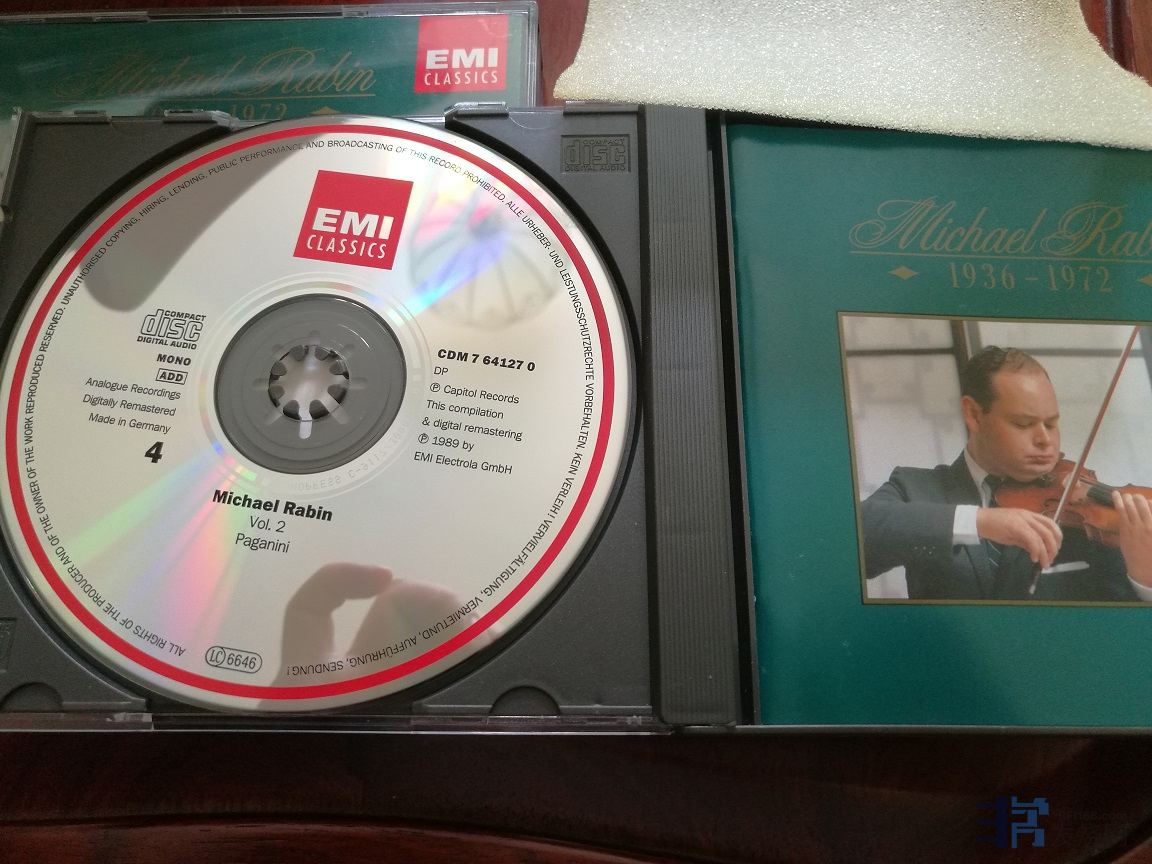 Michael Rabin
1972
EMI
CLASSICS
UNAUTHORISED COPYING, HIRING, LENDING, PUBLIC PERFORMANCE AND BROADCASTING OF THIS RECORD PROHIBITED. ALLE URHEBER- UND LEISTUNGSSCHUTZRECHTE VORBEHALTEN. KEIN VERLEIH! VERVIELFÄLTIGUNG, VERMIETUND, AUFFÜHRUNG, SENDUNG!
ALL RIGHTS OF THE PRODUCER AND OF THE OWNER OF THE WORK REPRODUCED RESERVED.
EMI
CLASSICS
COMPACT
disc
DIGITAL AUDIO
MONO
ADD
Analogue Recordings
Digitally Remastered
Made in Germany
4
CDM 7 64127 0
DP
℗ Capitol Records
This compilation
& digital remastering
℗ 1989 by
EMI Electrola GmbH
Michael Rabin
Vol. 2
Paganini
LC 6646
COMPACT
disc
DIGITAL AUDIO
Michael Rab
1936 - 1972